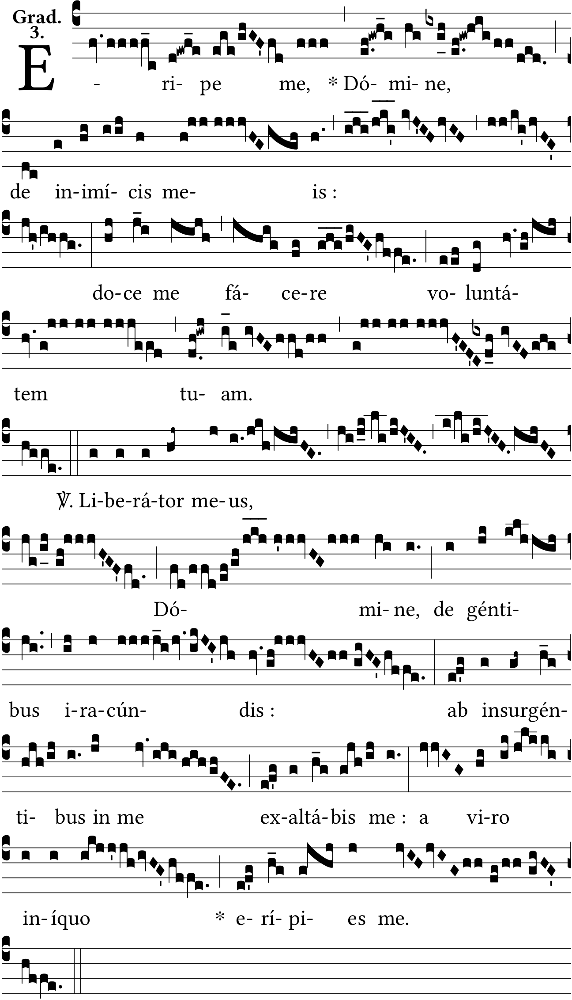 Grad.
3.
E - ri- pe me, * Dó- mi- ne,
de in-imí- cis me- is :
do-ce me fá- ce-re vo- luntá-
tem tu- am.
℣. Li-be-rá-tor me-us,
Dó- mi- ne, de génti-
bus i-ra-cún- dis : ab insurgén-
ti- bus in me ex-altá-bis me : a vi-ro
in-íquo * e- rí- pi- es me.